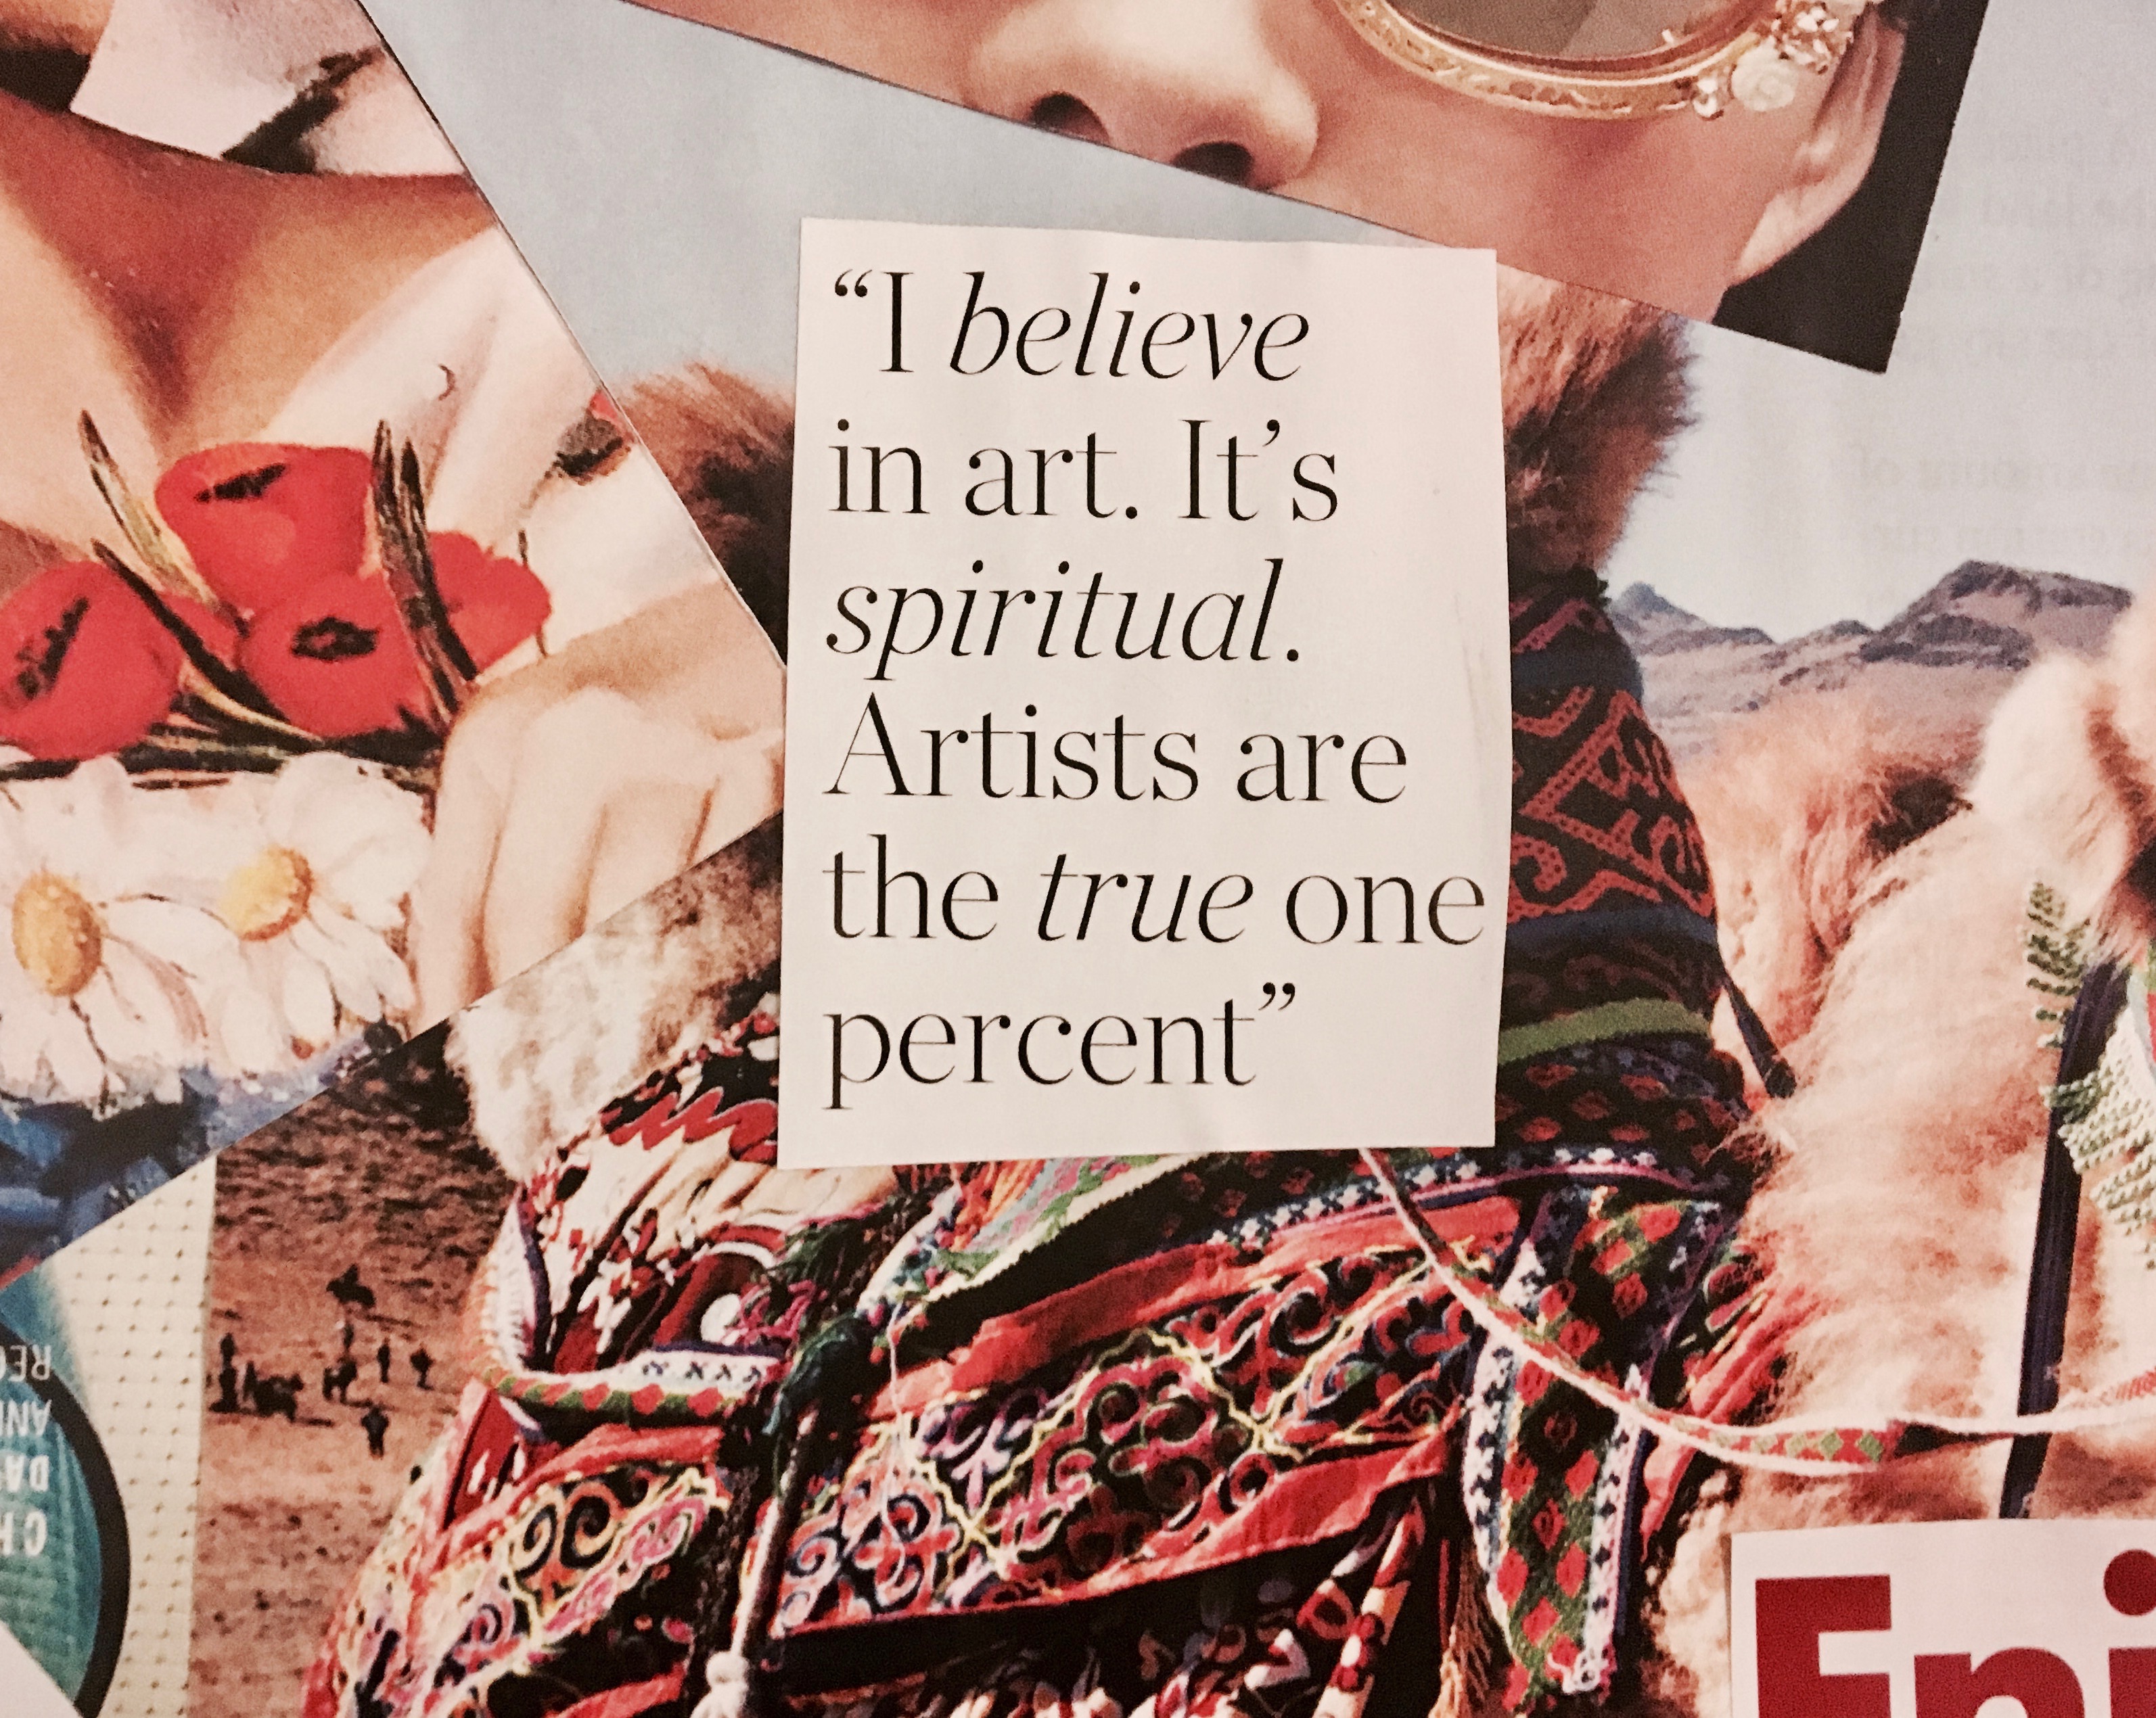 “I believe
in art. It’s
spiritual.
Artists are
the true one
percent”